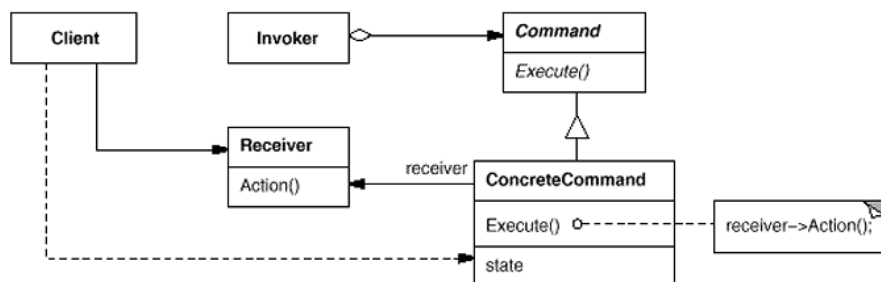 Client
Invoker
Command
Execute()
Receiver
Action()
receiver
ConcreteCommand
Execute()
receiver->Action();
state